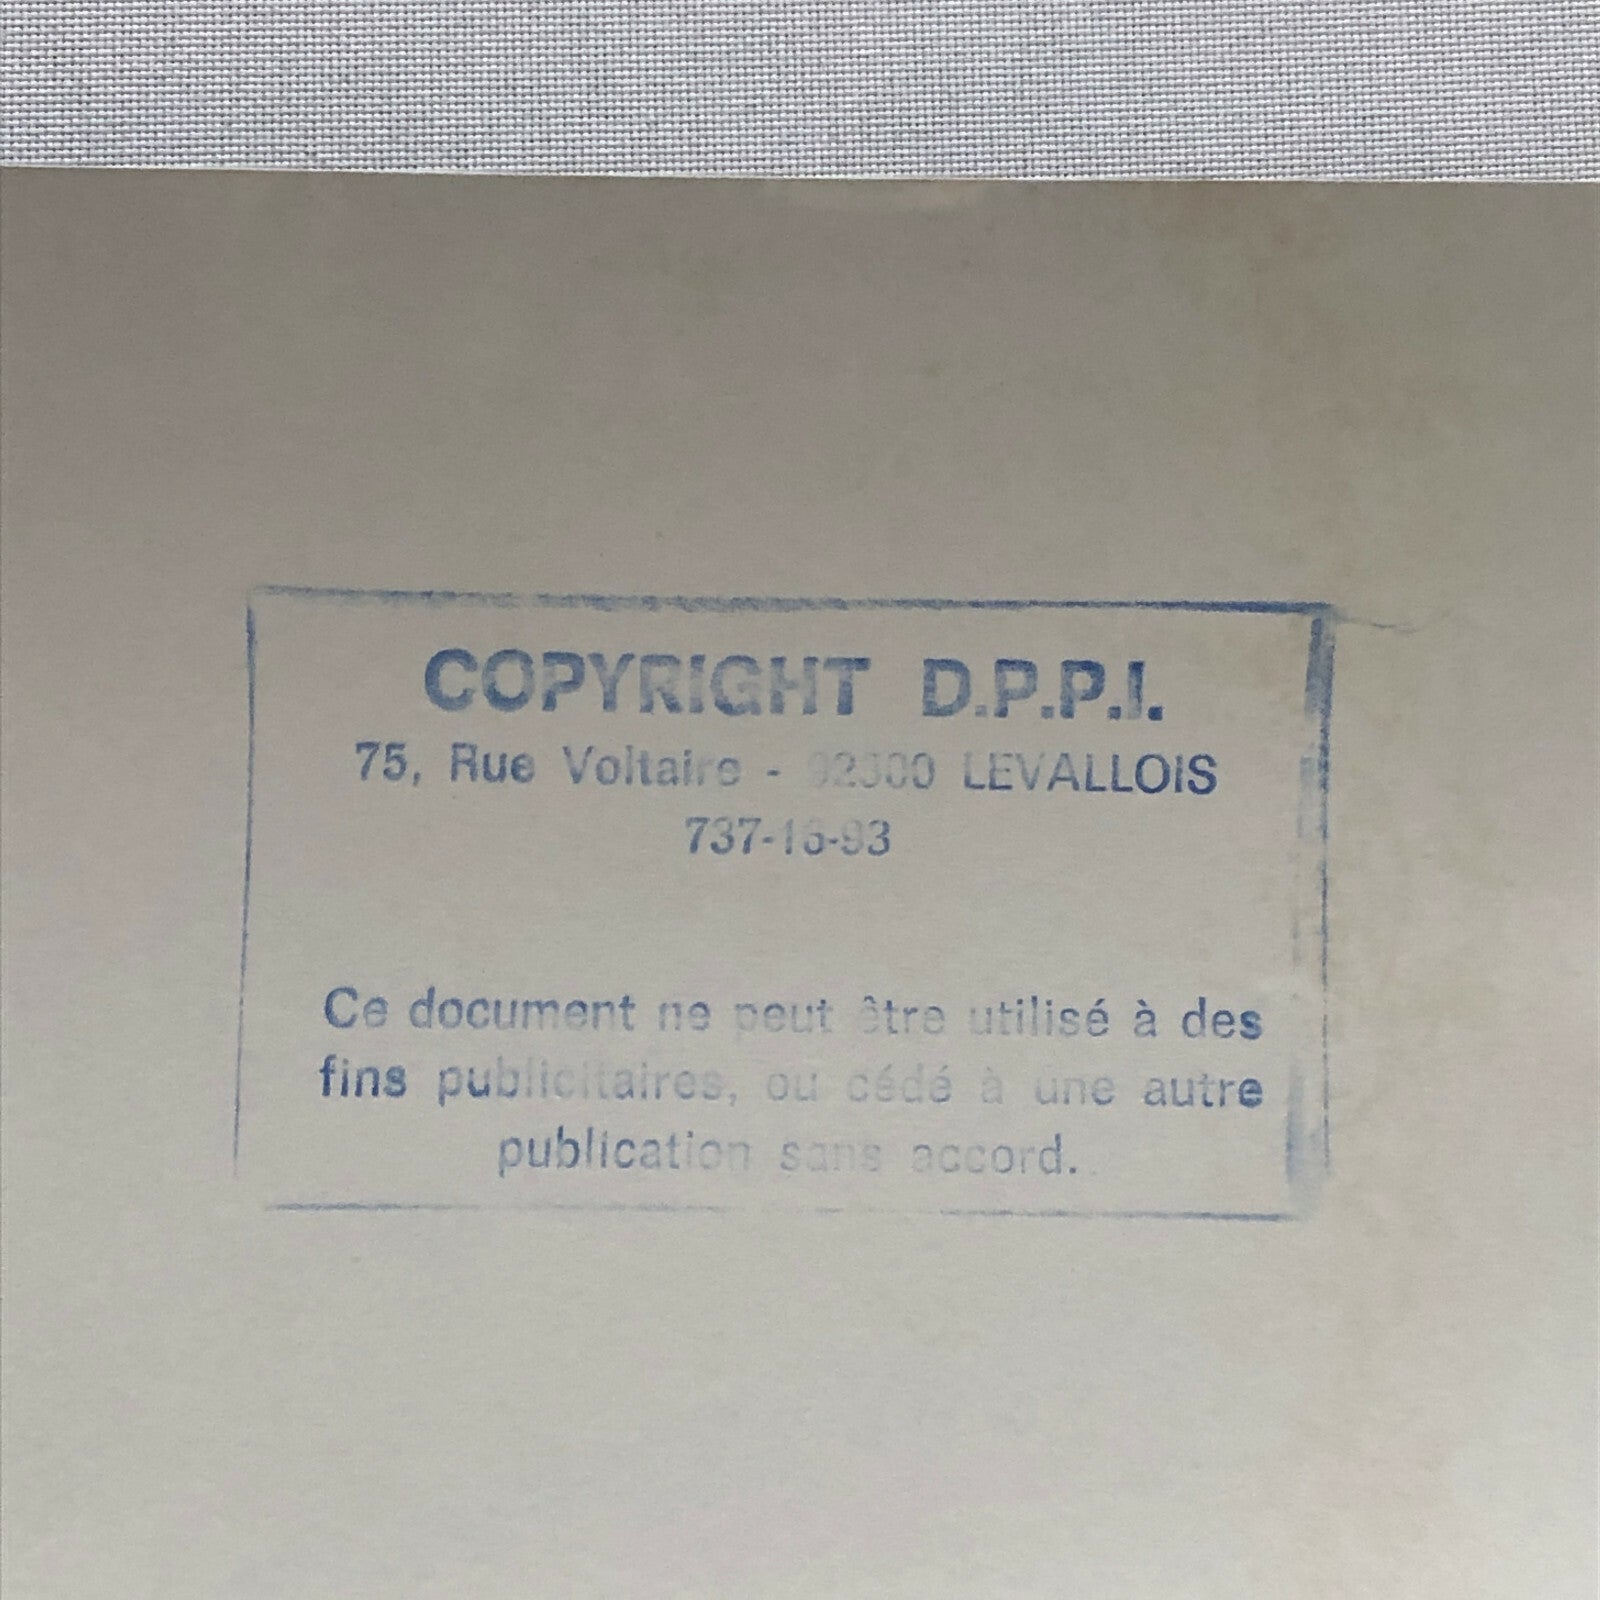 COPYRIGHT D.P.P.I.
75, Rue Voltaire - 92300 LEVALLOIS
737-16-93
Ce document ne peut être utilisé à des
fins publicitaires, ou cédé à une autre
publication sans accord.